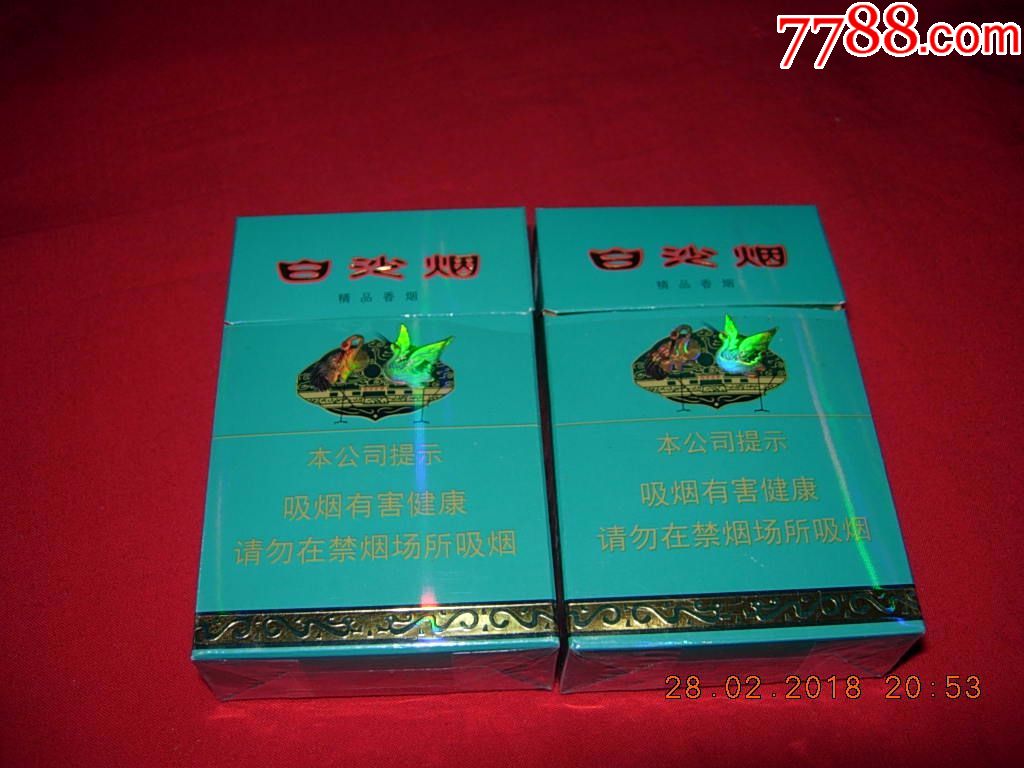 7788.com
白沙烟
精品香烟
本公司提示
吸烟有害健康
请勿在禁烟场所吸烟
白沙烟
精品香烟
本公司提示
吸烟有害健康
请勿在禁烟场所吸烟
28.02.2018 20:53